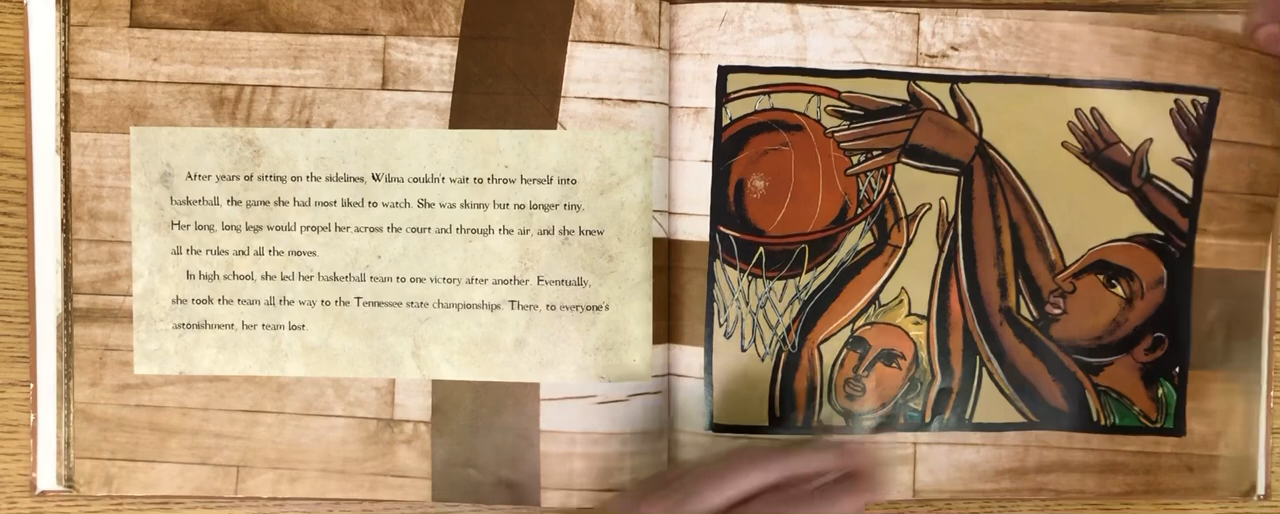 After years of sitting on the sidelines, Wilma couldn't wait to throw herself into
basketball, the game she had most liked to watch. She was skinny but no longer tiny.
Her long, long legs would propel her across the court and through the air, and she knew
all the rules and all the moves.
In high school, she led her basketball team to one victory after another. Eventually,
she took the team all the way to the Tennessee state championships. There, to everyone's
astonishment, her team lost.